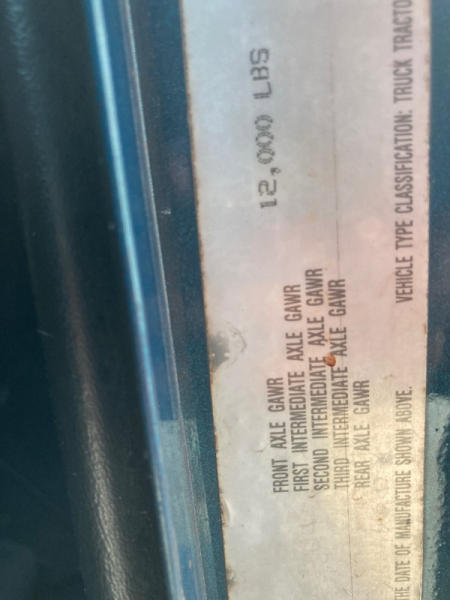 12,000 LBS
FRONT AXLE GAWR
FIRST INTERMEDIATE AXLE GAWR
SECOND INTERMEDIATE AXLE GAWR
THIRD INTERMEDIATE AXLE GAWR
REAR AXLE GAWR
THE DATE OF MANUFACTURE SHOWN ABOVE. VEHICLE TYPE CLASSIFICATION: TRUCK TRACTO